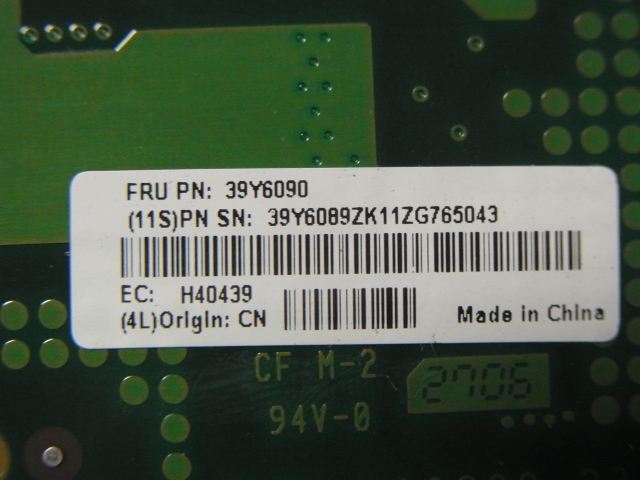 FRU PN: 39Y6090
(11S)PN SN: 39Y6089ZK11ZG765043
EC: H40439
(4L)Origin: CN
Made in China
CF M-2
2706
94V-0